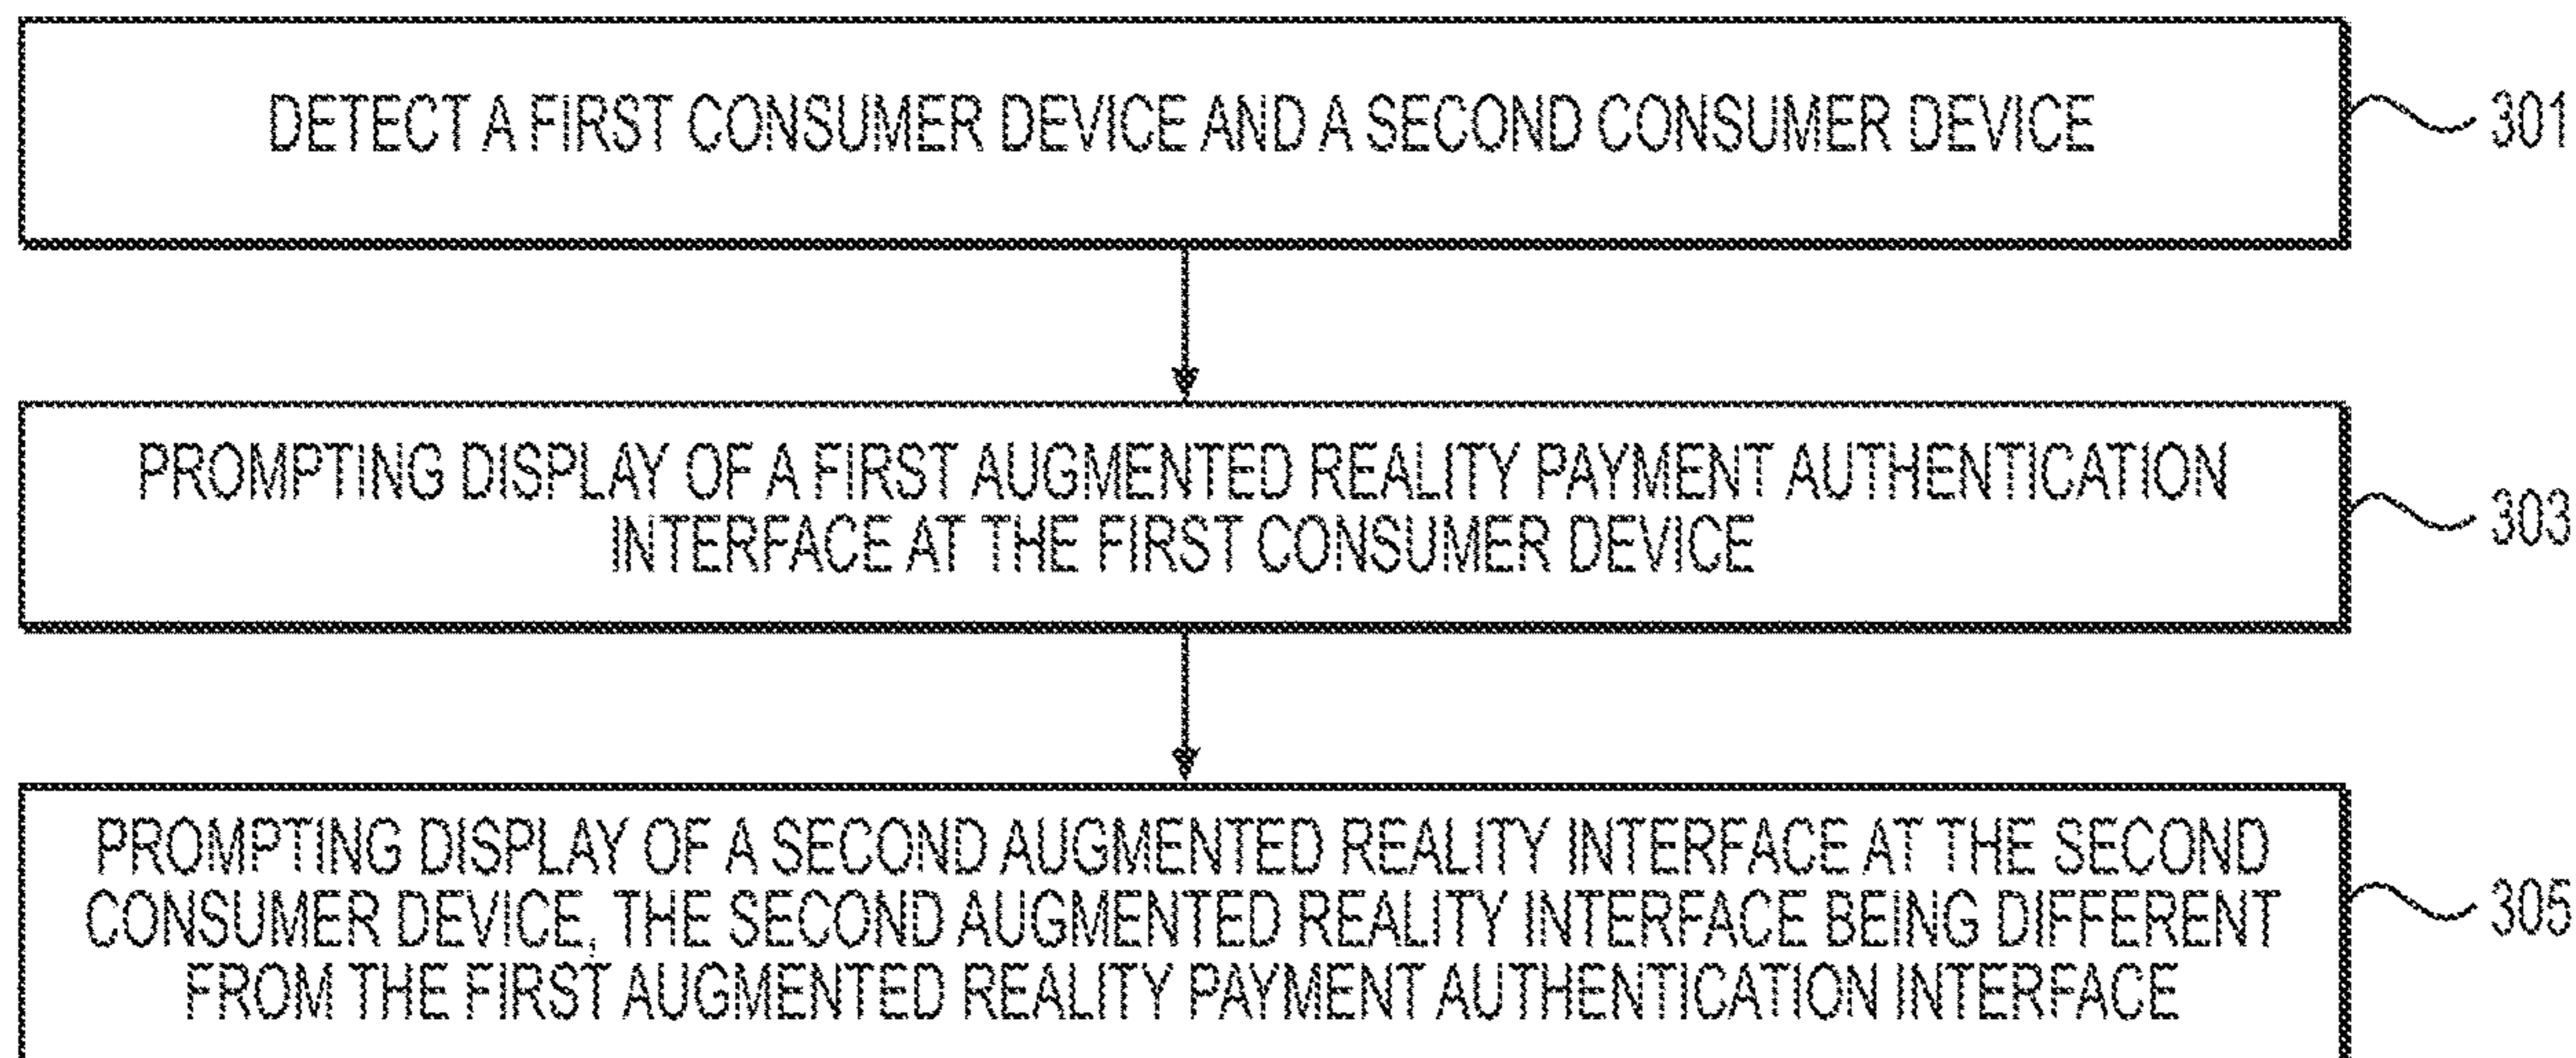 DETECT A FIRST CONSUMER DEVICE AND A SECOND CONSUMER DEVICE
301
PROMPTING DISPLAY OF A FIRST AUGMENTED REALITY PAYMENT AUTHENTICATION
INTERFACE AT THE FIRST CONSUMER DEVICE
303
PROMPTING DISPLAY OF A SECOND AUGMENTED REALITY INTERFACE AT THE SECOND
CONSUMER DEVICE, THE SECOND AUGMENTED REALITY INTERFACE BEING DIFFERENT
FROM THE FIRST AUGMENTED REALITY PAYMENT AUTHENTICATION INTERFACE
305